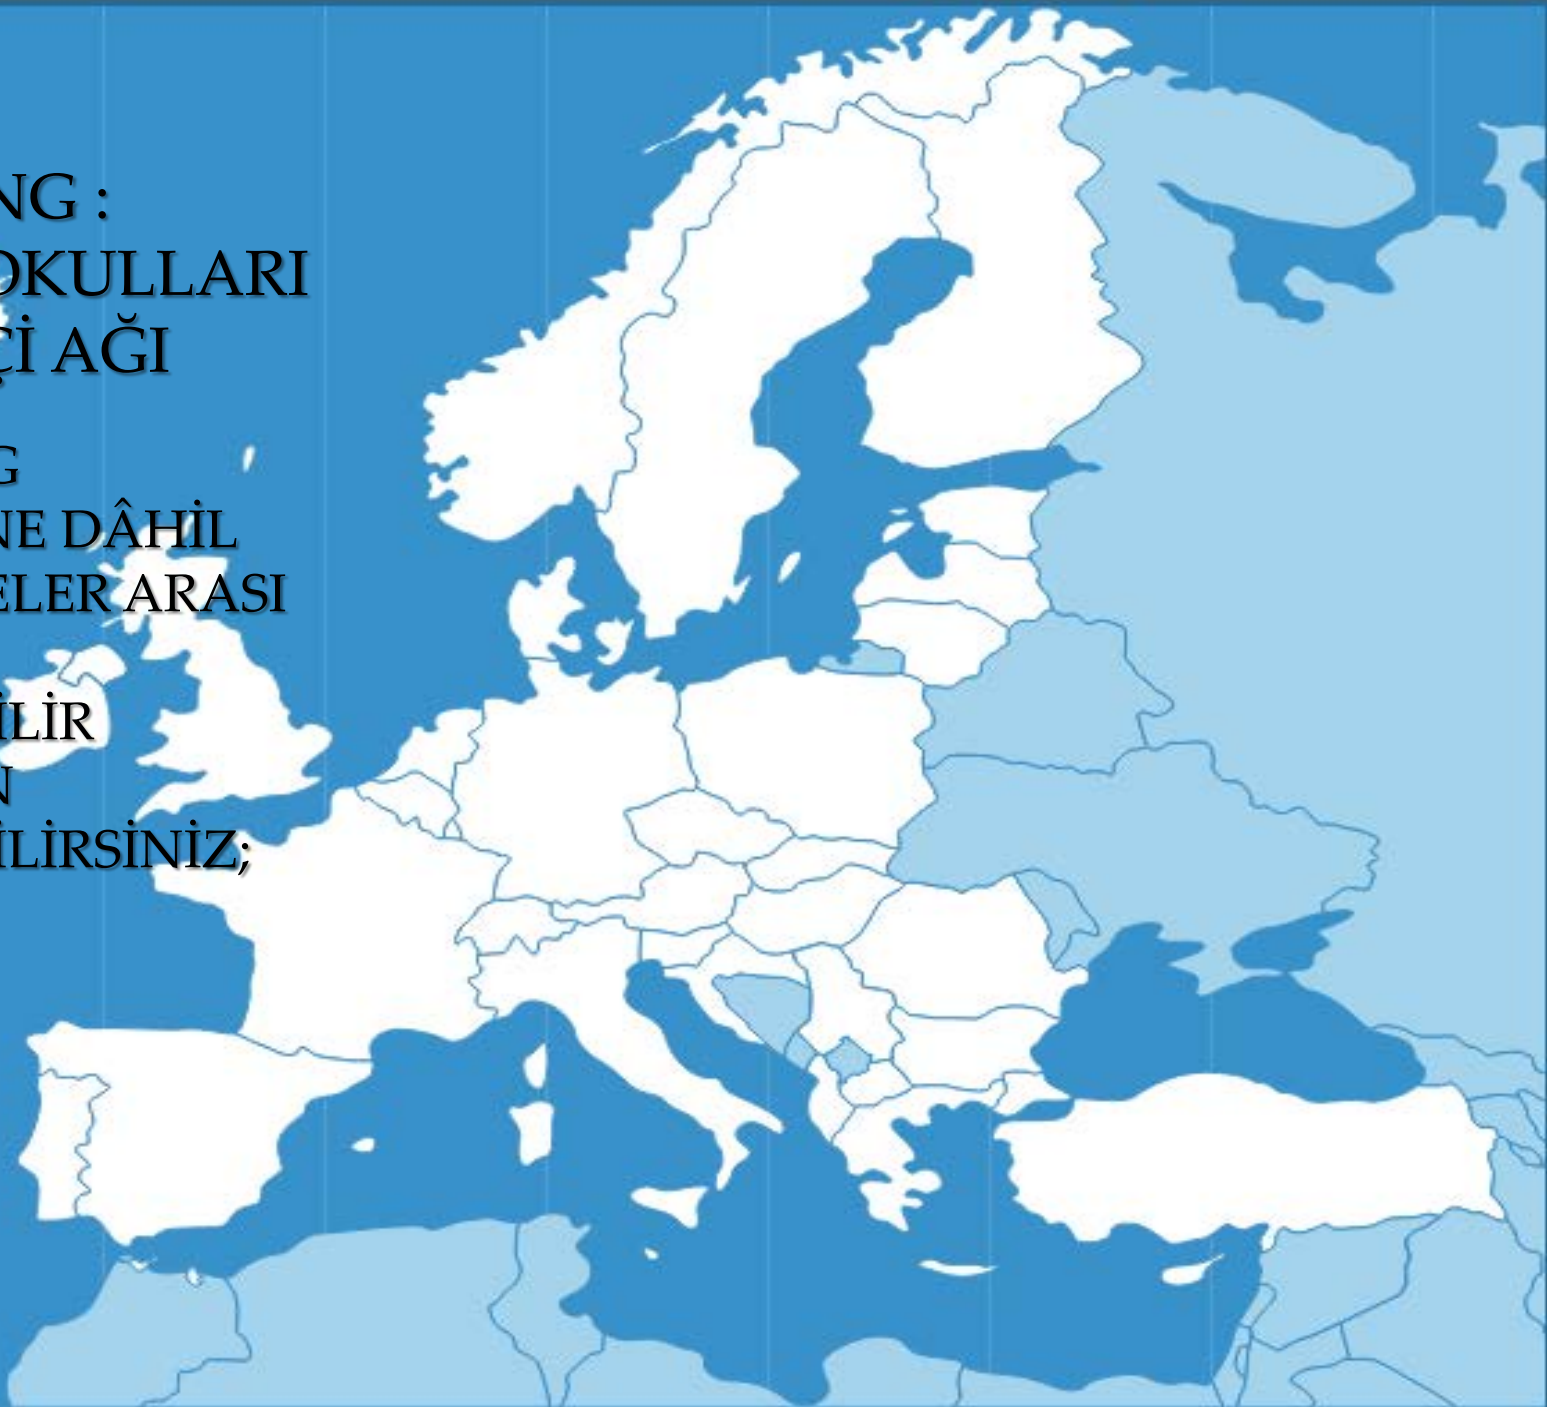 NG :
OKULLARI
Çİ AĞI
G
NE DÂHİL
ELER ARASI
İLİR
N
İLİRSİNİZ;